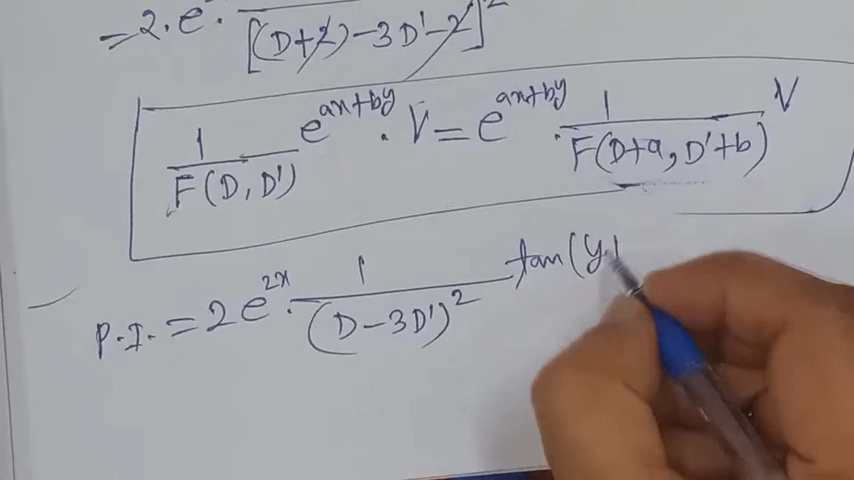 = 2·e · [(D+2)-3D'-2]²
1/F(D, D') e^(ax+by) · V = e^(ax+by) · 1/F(D+a, D'+b) V
P.I. = 2e^(2x) · 1/(D-3D')² tan(y